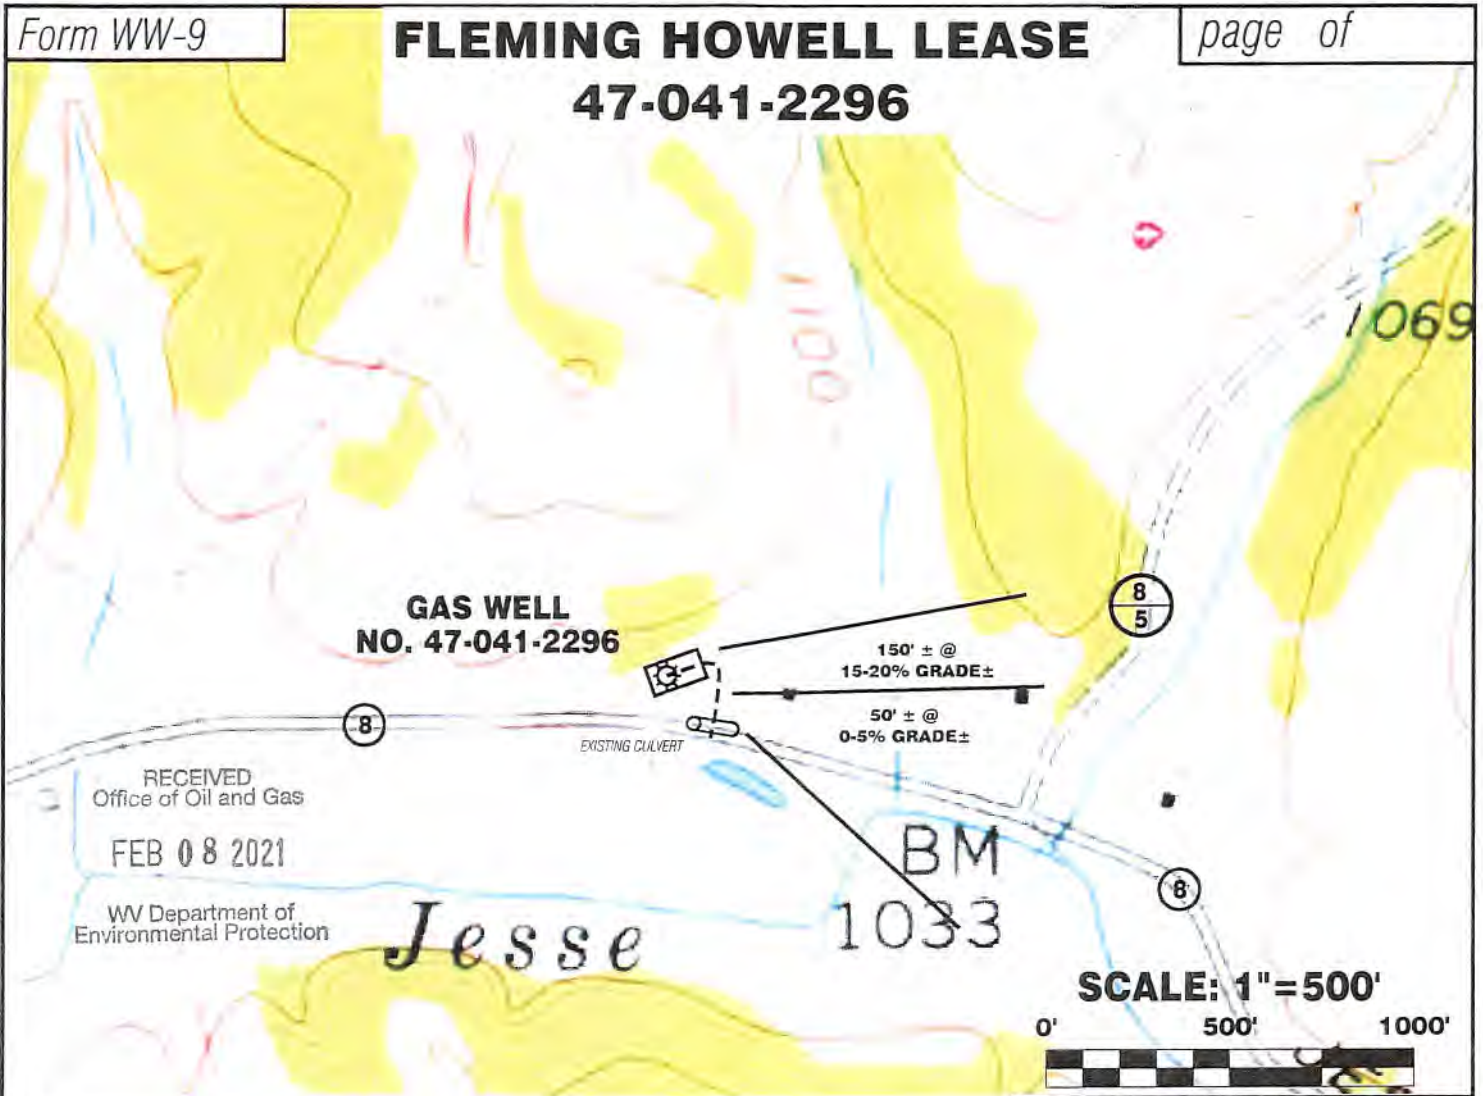 Form WW-9
FLEMING HOWELL LEASE
page of
47-041-2296
1100
1069
GAS WELL
NO. 47-041-2296
8
5
150' ± @
15-20% GRADE±
50' ± @
0-5% GRADE±
8
EXISTING CULVERT
RECEIVED
Office of Oil and Gas
FEB 08 2021
WV Department of
Environmental Protection
Jesse
BM
1033
8
SCALE: 1"=500'
0' 500' 1000'